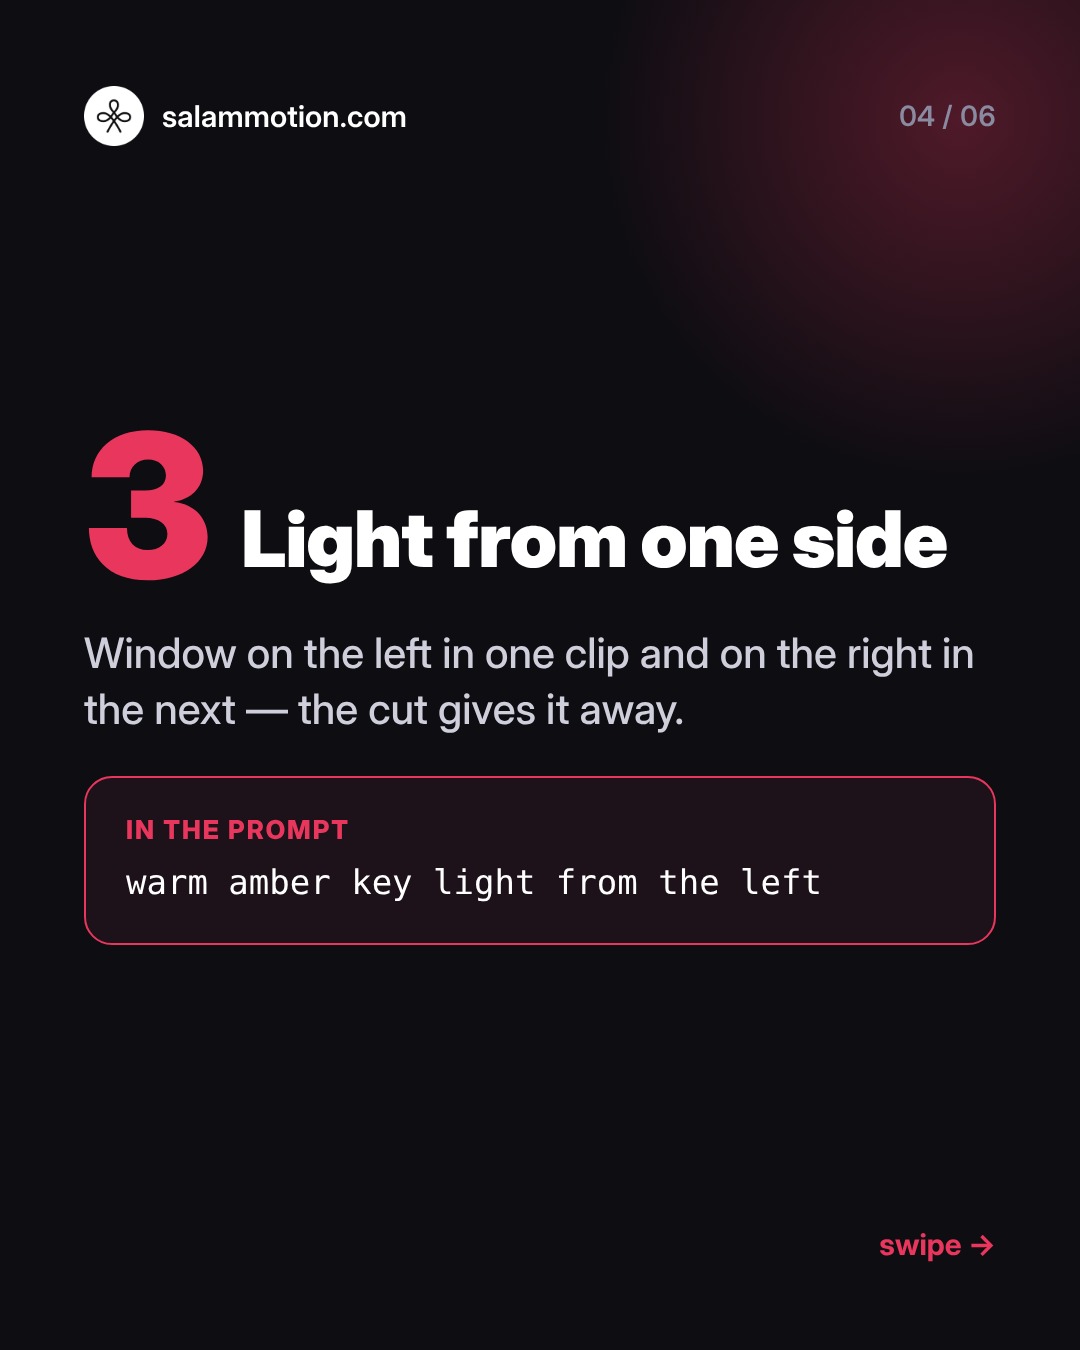 salammotion.com
04 / 06
3 Light from one side
Window on the left in one clip and on the right in
the next — the cut gives it away.
IN THE PROMPT
warm amber key light from the left
swipe →